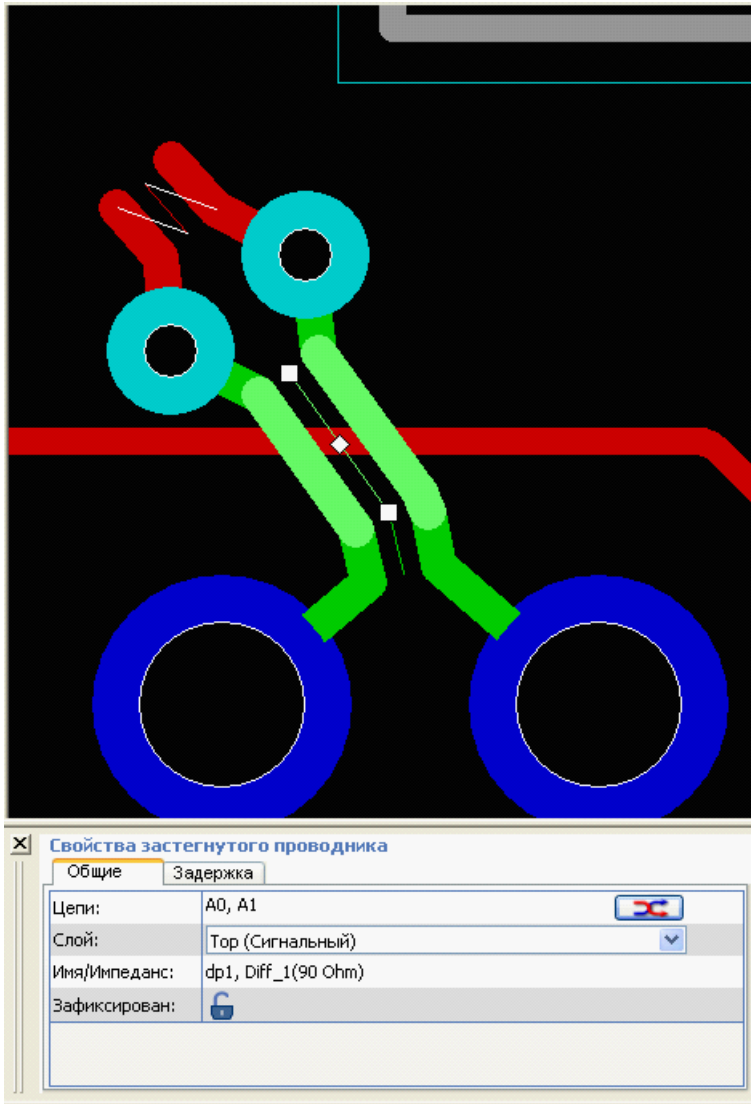 Свойства застегнутого проводника
Общие Задержка
Цепи: A0, A1
Слой: Top (Сигнальный)
Имя/Импеданс: dp1, Diff_1(90 Ohm)
Зафиксирован: